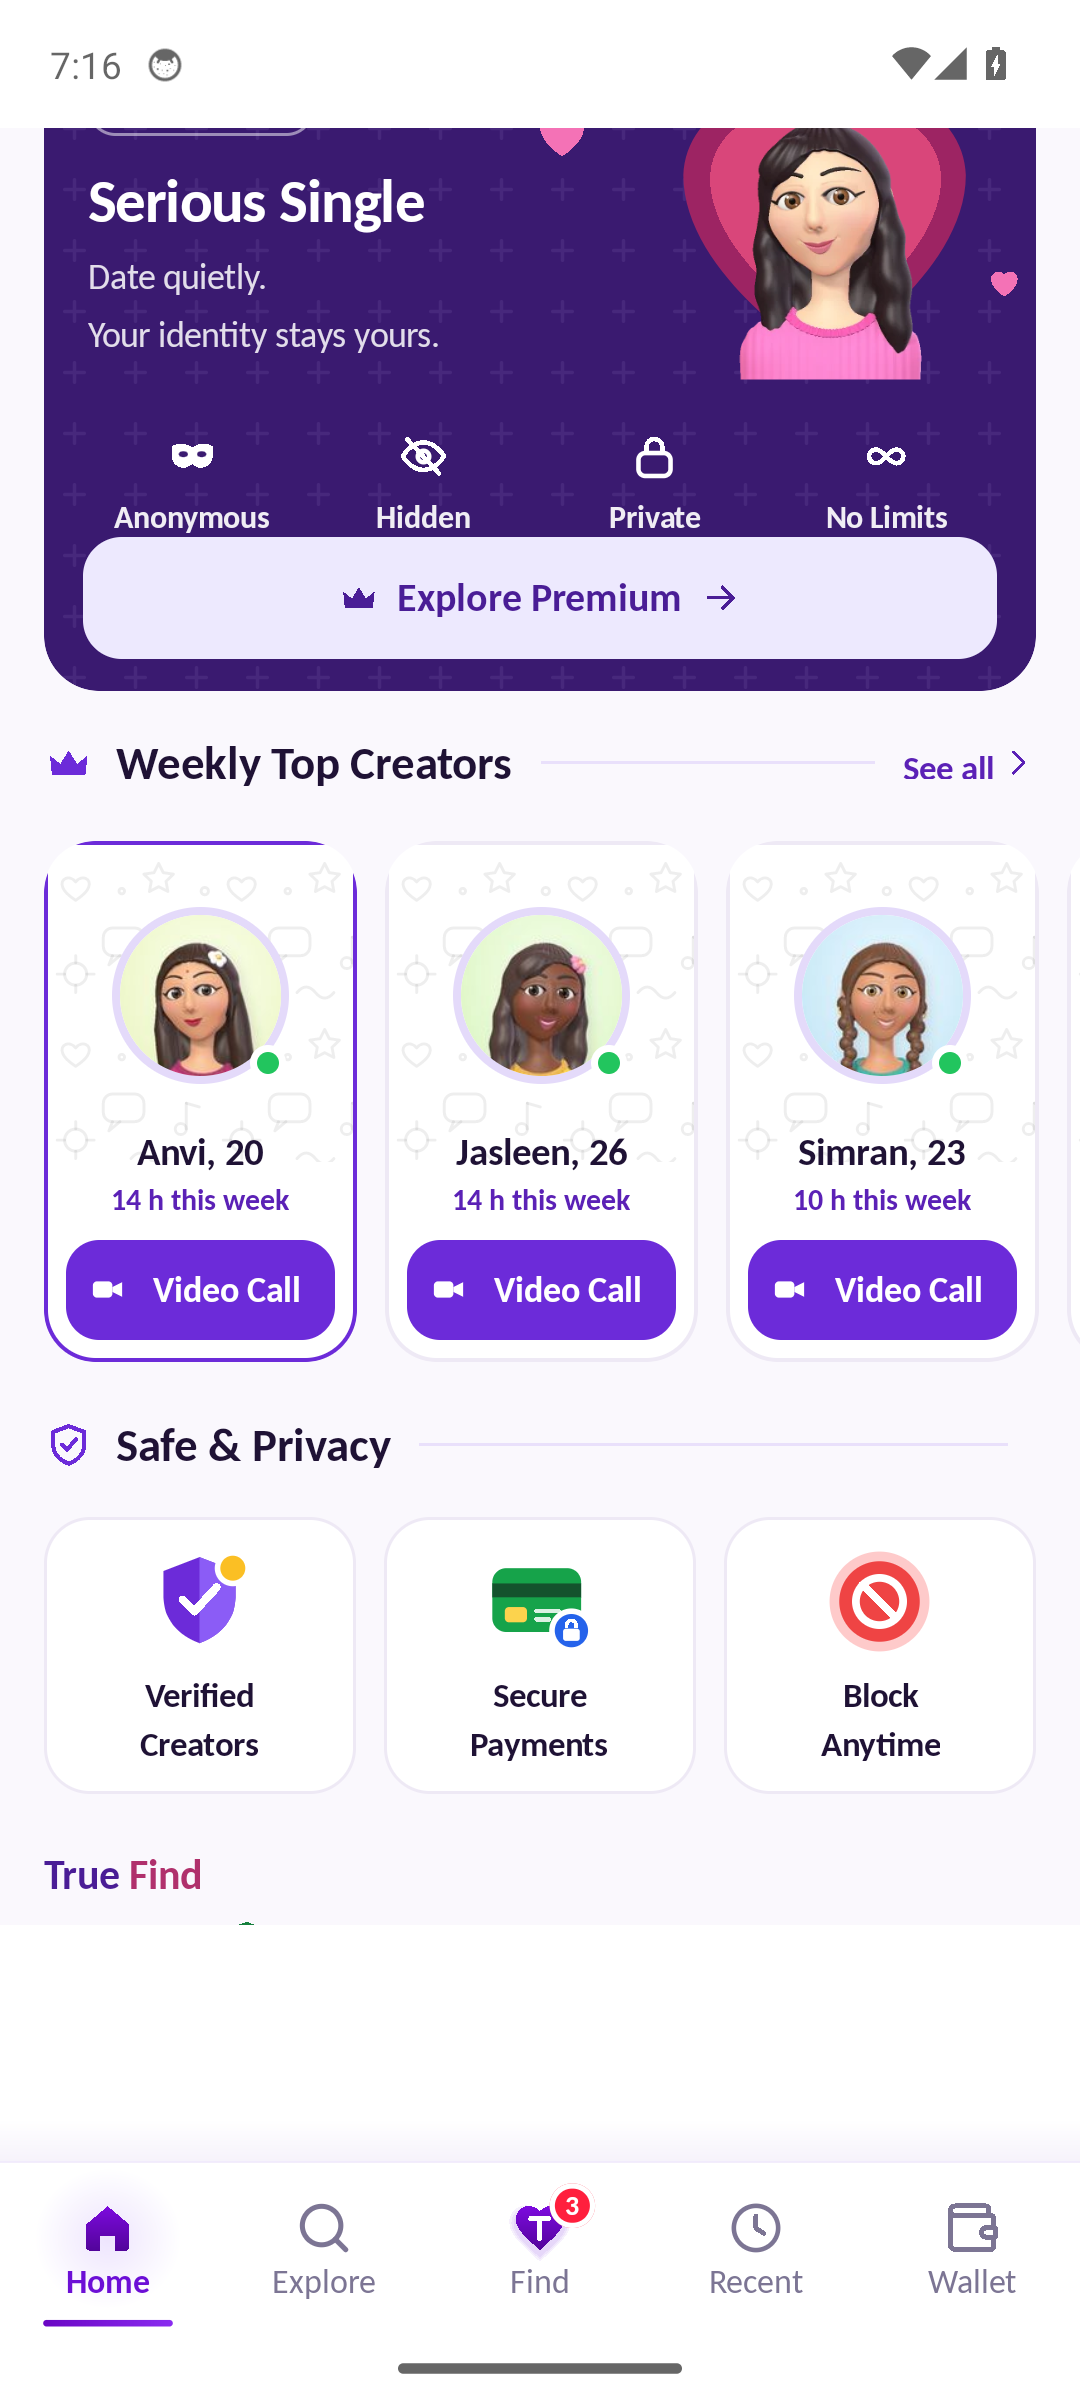 7:16
Serious Single
Date quietly.
Your identity stays yours.
Anonymous
Hidden
Private
No Limits
Explore Premium
Weekly Top Creators
See all
Anvi, 20
14 h this week
Video Call
Jasleen, 26
14 h this week
Video Call
Simran, 23
10 h this week
Video Call
Safe & Privacy
Verified
Creators
Secure
Payments
Block
Anytime
True Find
T
3
Home
Explore
Find
Recent
Wallet